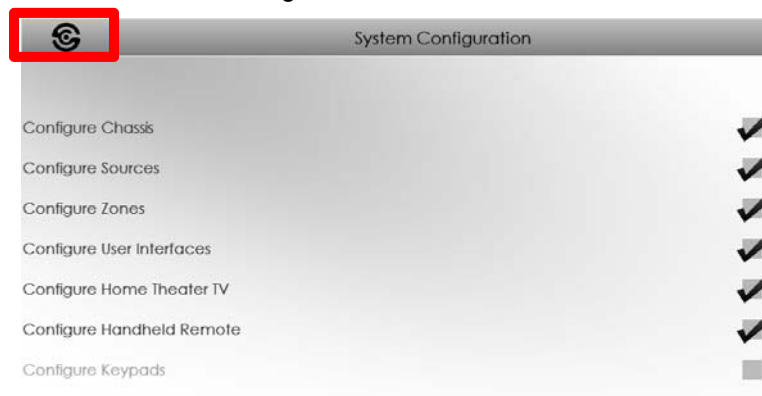 System Configuration
Configure Chassis
Configure Sources
Configure Zones
Configure User Interfaces
Configure Home Theater TV
Configure Handheld Remote
Configure Keypads